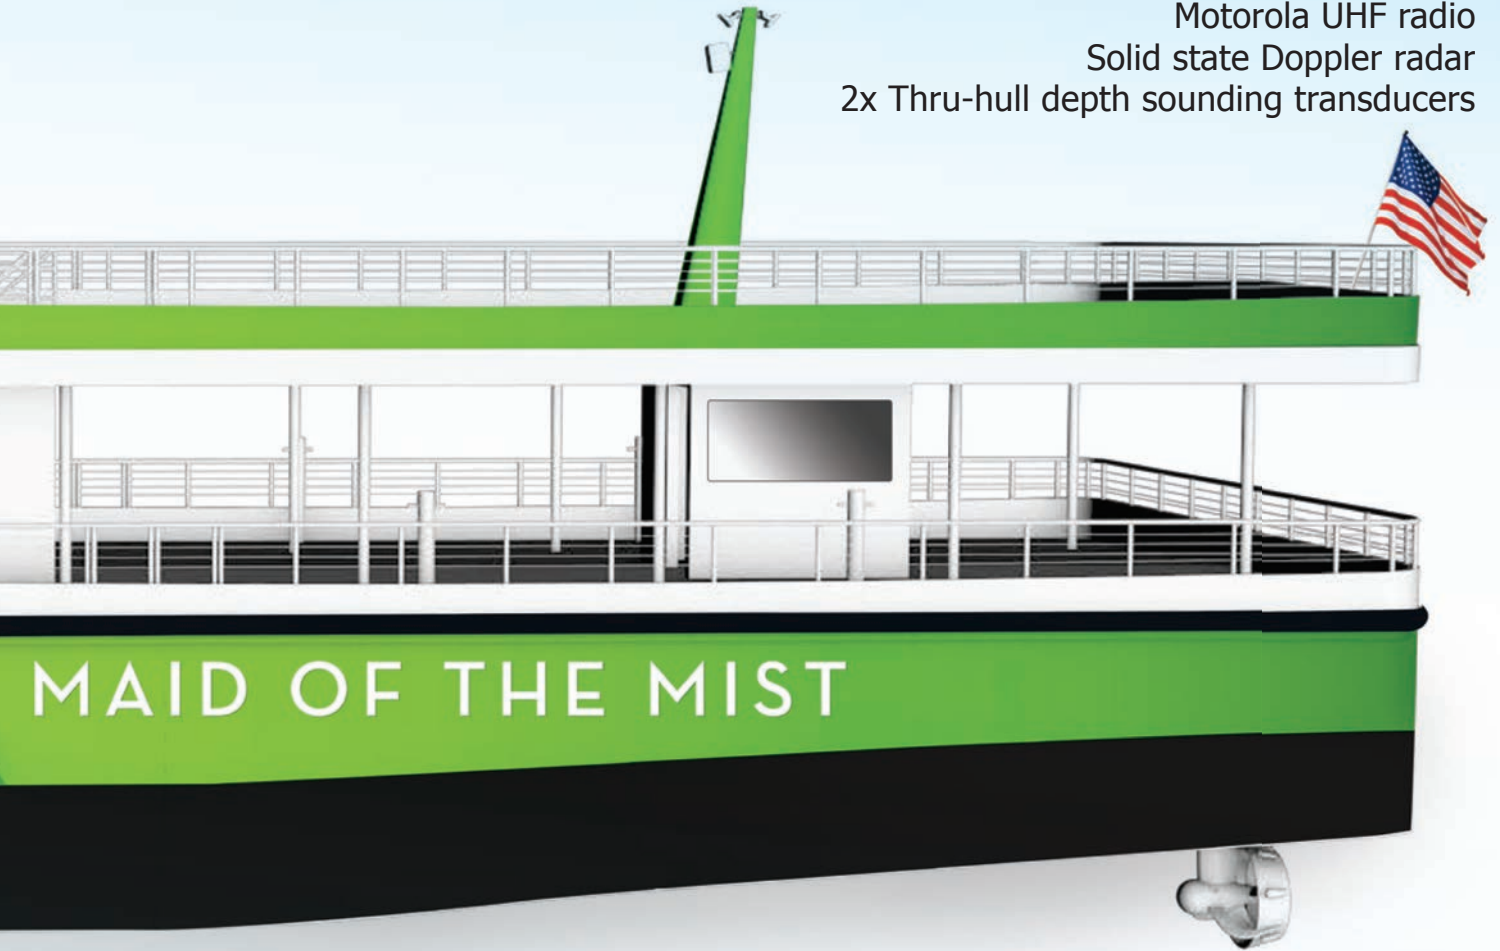 Motorola UHF radio
Solid state Doppler radar
2x Thru-hull depth sounding transducers
MAID OF THE MIST